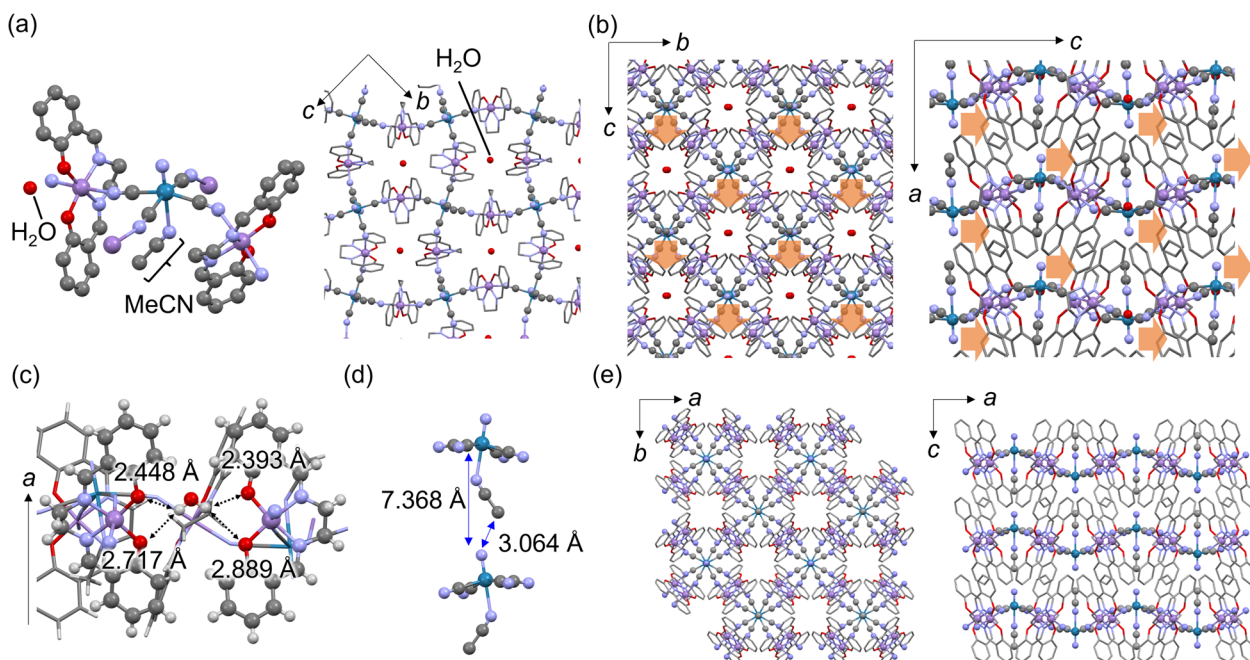 (a)
H₂O
MeCN
c
b
H₂O
(b)
b
c
c
a
(c)
a
2.448 Å
2.393 Å
2.717 Å
2.889 Å
(d)
7.368 Å
3.064 Å
(e)
a
b
a
c